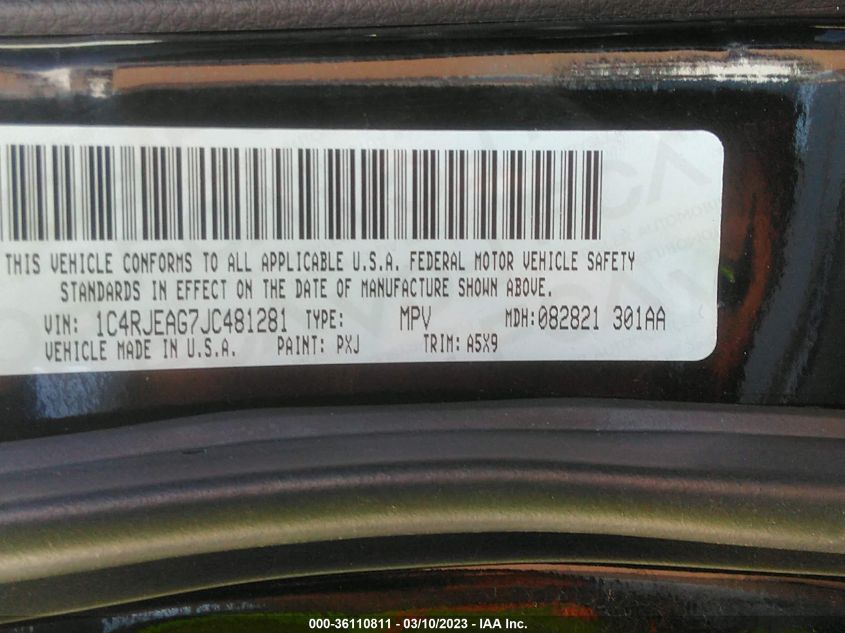 THIS VEHICLE CONFORMS TO ALL APPLICABLE U.S.A. FEDERAL MOTOR VEHICLE SAFETY
STANDARDS IN EFFECT ON THE DATE OF MANUFACTURE SHOWN ABOVE.
VIN: 1C4RJEAG7JC481281 TYPE: MPV MDH:082821 301AA
VEHICLE MADE IN U.S.A. PAINT: PXJ TRIM: A5X9
000-36110811 — 03/10/2023 — IAA Inc.